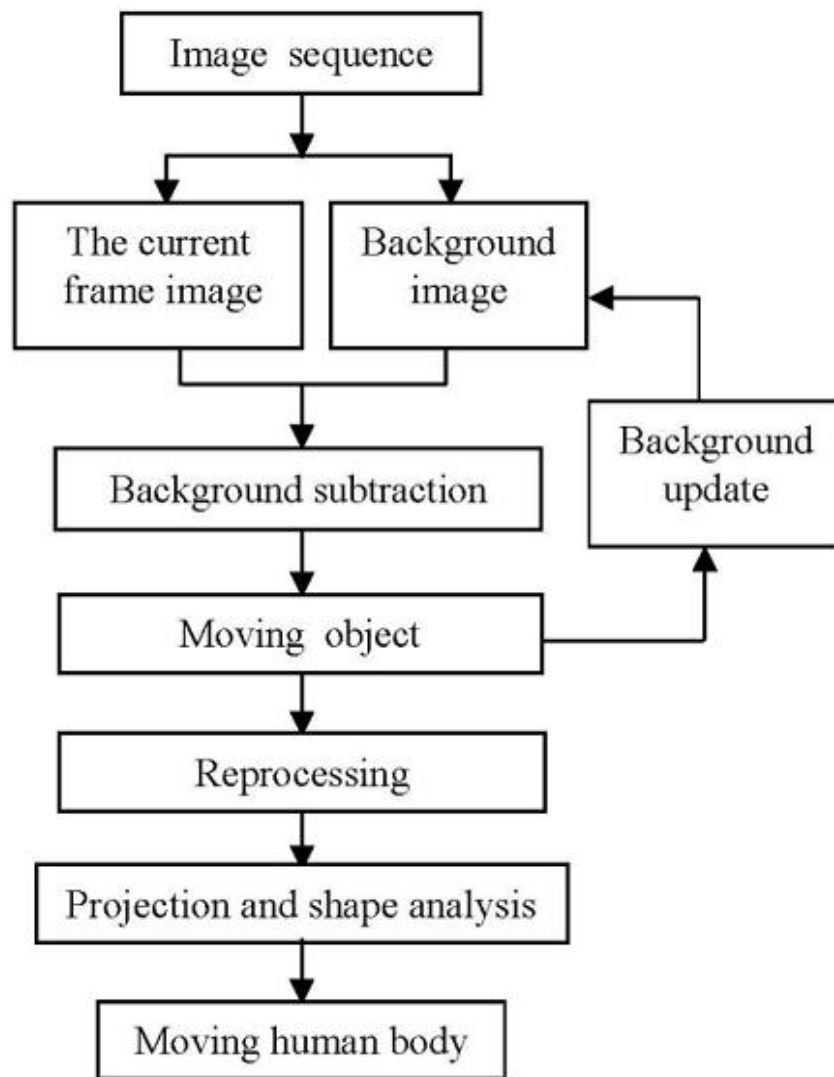 Image sequence
The current
frame image
Background
image
Background
update
Background subtraction
Moving object
Reprocessing
Projection and shape analysis
Moving human body